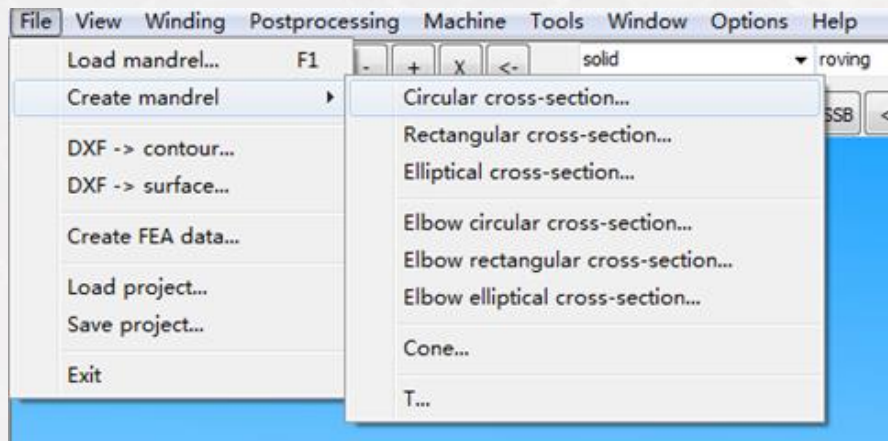 File View Winding Postprocessing Machine Tools Window Options Help
- + X <- solid roving
Load mandrel... F1
Create mandrel
DXF -> contour...
DXF -> surface...
Create FEA data...
Load project...
Save project...
Exit
Circular cross-section...
Rectangular cross-section...
Elliptical cross-section...
Elbow circular cross-section...
Elbow rectangular cross-section...
Elbow elliptical cross-section...
Cone...
T...
SSB <